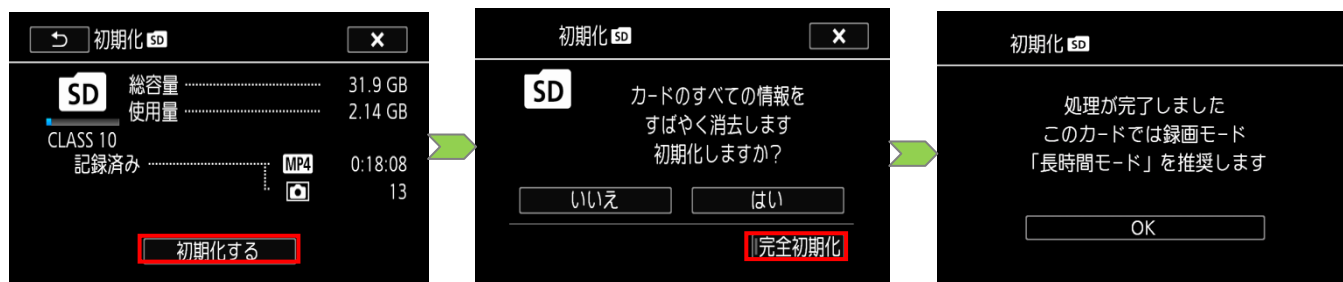 初期化 SD
SD
総容量 31.9 GB
使用量 2.14 GB
CLASS 10
記録済み MP4 0:18:08
13
初期化する
初期化 SD
SD
カードのすべての情報を
すばやく消去します
初期化しますか?
いいえ はい
完全初期化
初期化 SD
処理が完了しました
このカードでは録画モード
「長時間モード」を推奨します
OK